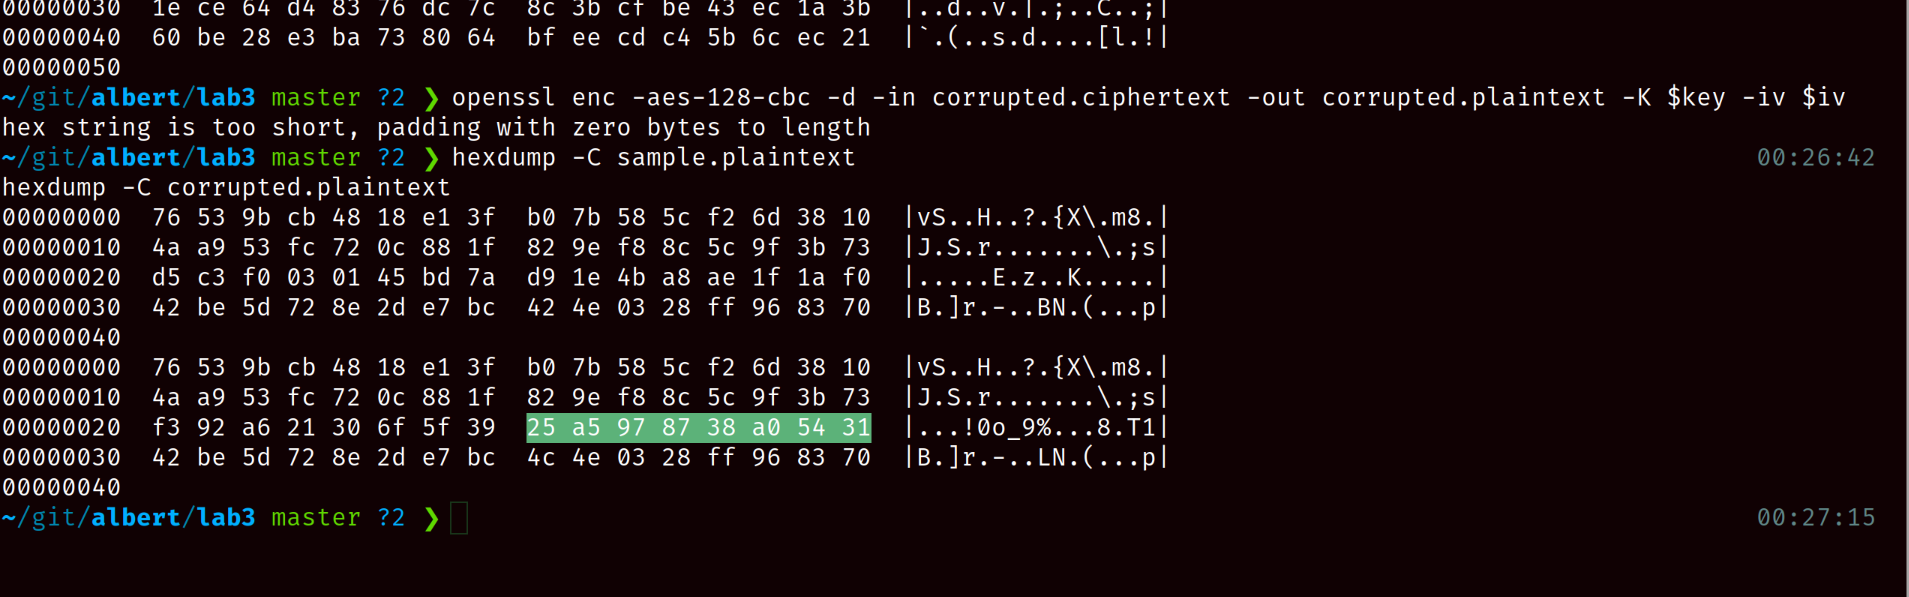 00000030  1e ce 64 d4 83 76 dc 7c  8c 3b cf be 43 ec 1a 3b  |..d..v.|.;..C..;|
00000040  60 be 28 e3 ba 73 80 64  bf ee cd c4 5b 6c ec 21  |`.(..s.d....[l.!|
00000050
~/git/albert/lab3 master ?2 ❯ openssl enc -aes-128-cbc -d -in corrupted.ciphertext -out corrupted.plaintext -K $key -iv $iv
hex string is too short, padding with zero bytes to length
~/git/albert/lab3 master ?2 ❯ hexdump -C sample.plaintext 00:26:42
hexdump -C corrupted.plaintext
00000000  76 53 9b cb 48 18 e1 3f  b0 7b 58 5c f2 6d 38 10  |vS..H..?.{X\.m8.|
00000010  4a a9 53 fc 72 0c 88 1f  82 9e f8 8c 5c 9f 3b 73  |J.S.r.......\.;s|
00000020  d5 c3 f0 03 01 45 bd 7a  d9 1e 4b a8 ae 1f 1a f0  |.....E.z..K.....|
00000030  42 be 5d 72 8e 2d e7 bc  42 4e 03 28 ff 96 83 70  |B.]r.-..BN.(...p|
00000040
00000000  76 53 9b cb 48 18 e1 3f  b0 7b 58 5c f2 6d 38 10  |vS..H..?.{X\.m8.|
00000010  4a a9 53 fc 72 0c 88 1f  82 9e f8 8c 5c 9f 3b 73  |J.S.r.......\.;s|
00000020  f3 92 a6 21 30 6f 5f 39  25 a5 97 87 38 a0 54 31  |...!0o_9%...8.T1|
00000030  42 be 5d 72 8e 2d e7 bc  4c 4e 03 28 ff 96 83 70  |B.]r.-..LN.(...p|
00000040
~/git/albert/lab3 master ?2 ❯ 00:27:15